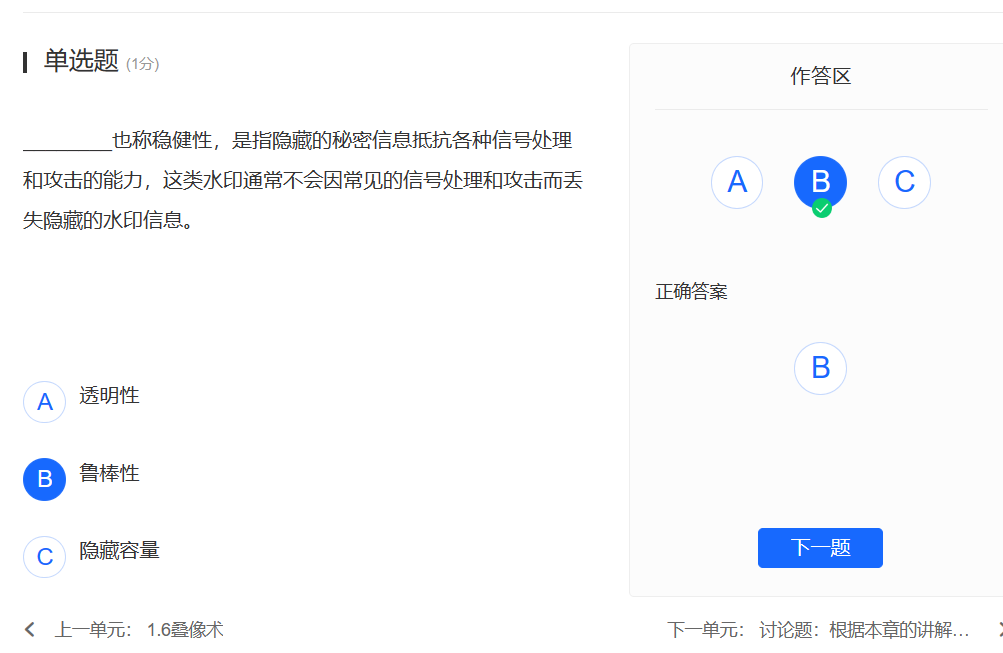 单选题 (1分)
_________也称稳健性，是指隐藏的秘密信息抵抗各种信号处理
和攻击的能力，这类水印通常不会因常见的信号处理和攻击而丢
失隐藏的水印信息。
A 透明性
B 鲁棒性
C 隐藏容量
作答区
A B C
正确答案
B
下一题
上一单元： 1.6叠像术
下一单元： 讨论题：根据本章的讲解…